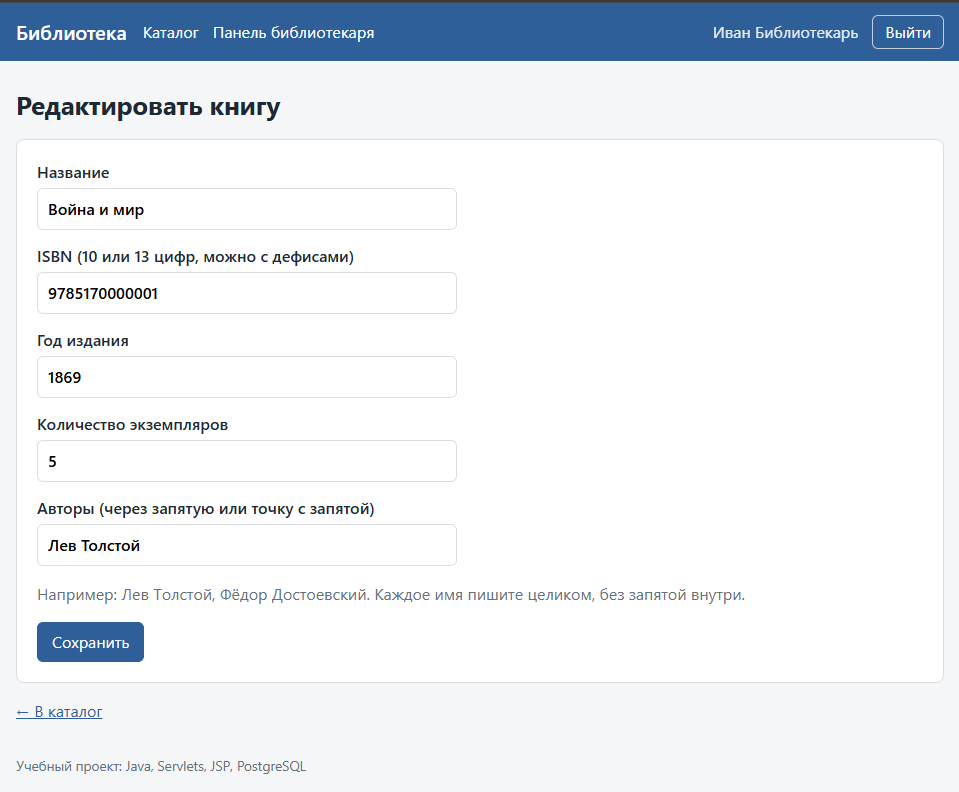 Библиотека Каталог Панель библиотекаря Иван Библиотекарь Выйти
Редактировать книгу
Название
Война и мир
ISBN (10 или 13 цифр, можно с дефисами)
9785170000001
Год издания
1869
Количество экземпляров
5
Авторы (через запятую или точку с запятой)
Лев Толстой
Например: Лев Толстой, Фёдор Достоевский. Каждое имя пишите целиком, без запятой внутри.
Сохранить
← В каталог
Учебный проект: Java, Servlets, JSP, PostgreSQL